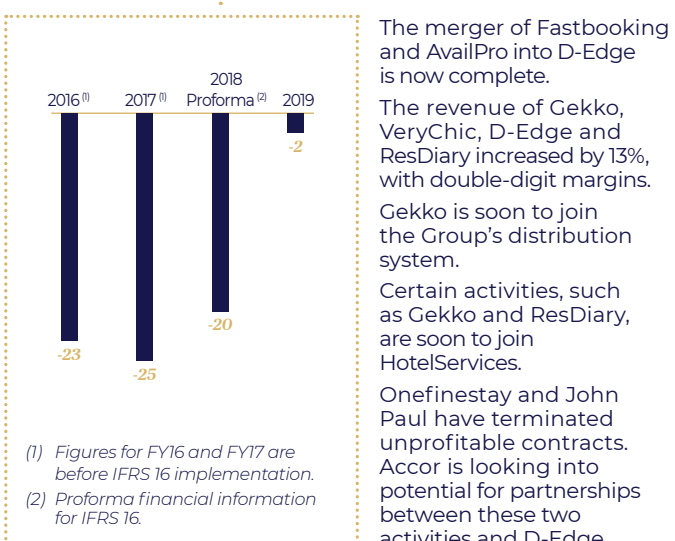 2018
2016 (1) 2017 (1) Proforma (2) 2019
-2
-20
-23
-25
(1) Figures for FY16 and FY17 are
before IFRS 16 implementation.
(2) Proforma financial information
for IFRS 16.
The merger of Fastbooking
and AvailPro into D-Edge
is now complete.
The revenue of Gekko,
VeryChic, D-Edge and
ResDiary increased by 13%,
with double-digit margins.
Gekko is soon to join
the Group’s distribution
system.
Certain activities, such
as Gekko and ResDiary,
are soon to join
HotelServices.
Onefinestay and John
Paul have terminated
unprofitable contracts.
Accor is looking into
potential for partnerships
between these two
activities and D-Edge